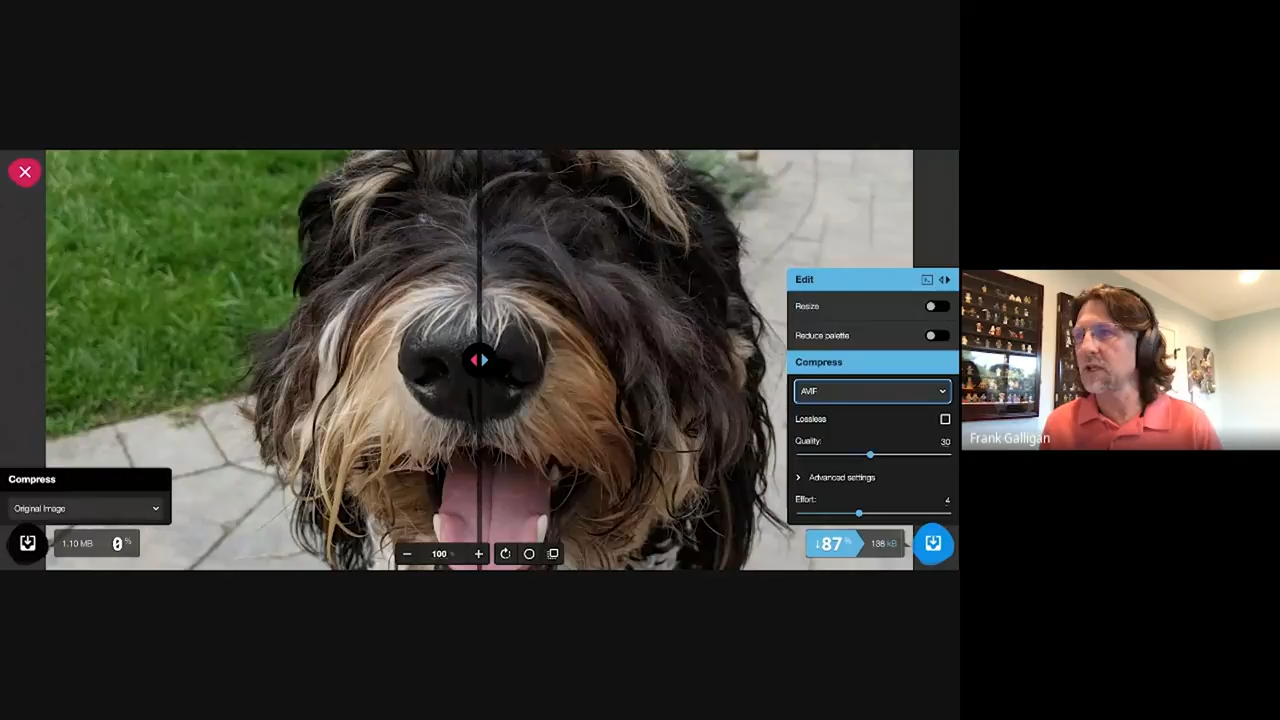 Edit
Resize
Reduce palette
Compress
AVIF
Lossless
Quality: 30
Advanced settings
Effort: 4
Frank Galligan
Compress
Original Image
1.10 MB 0 %
100 %
↓87 % 138 kB